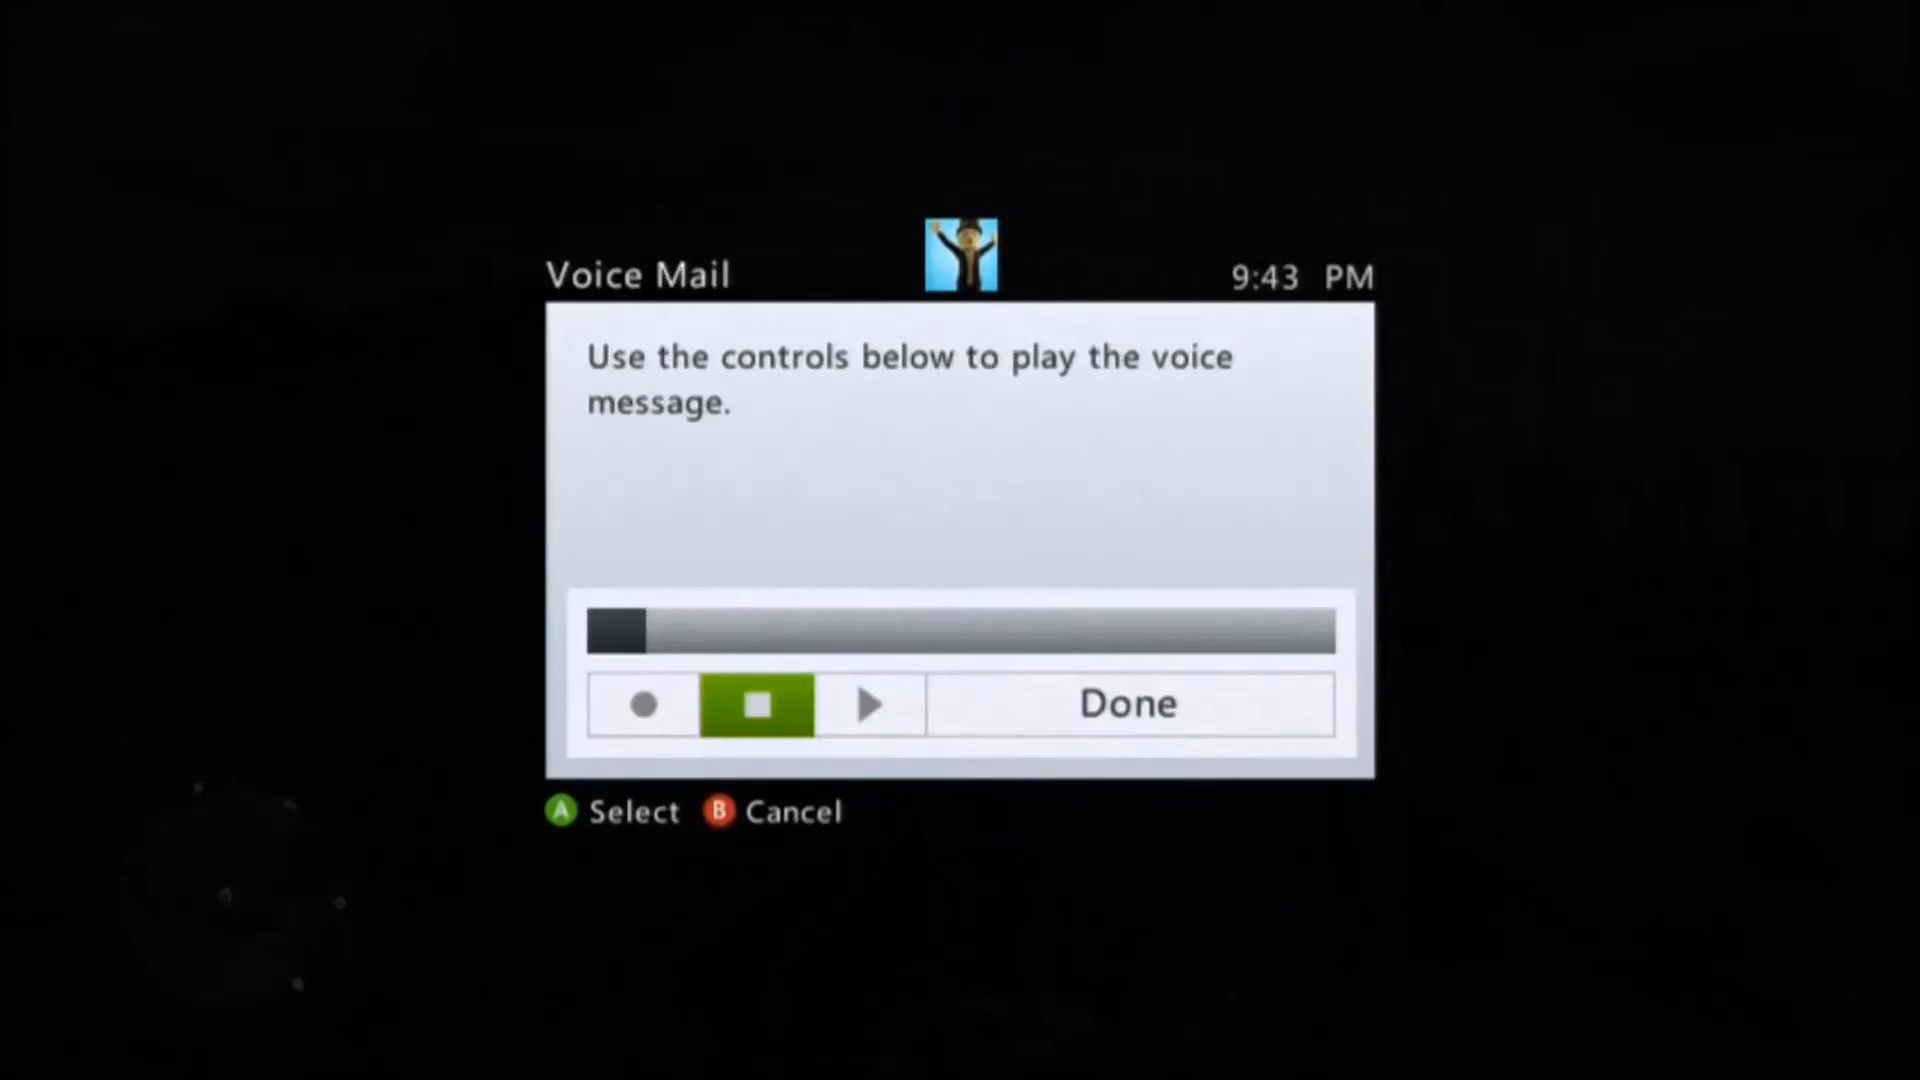 Voice Mail
9:43 PM
Use the controls below to play the voice
message.
Done
A Select B Cancel